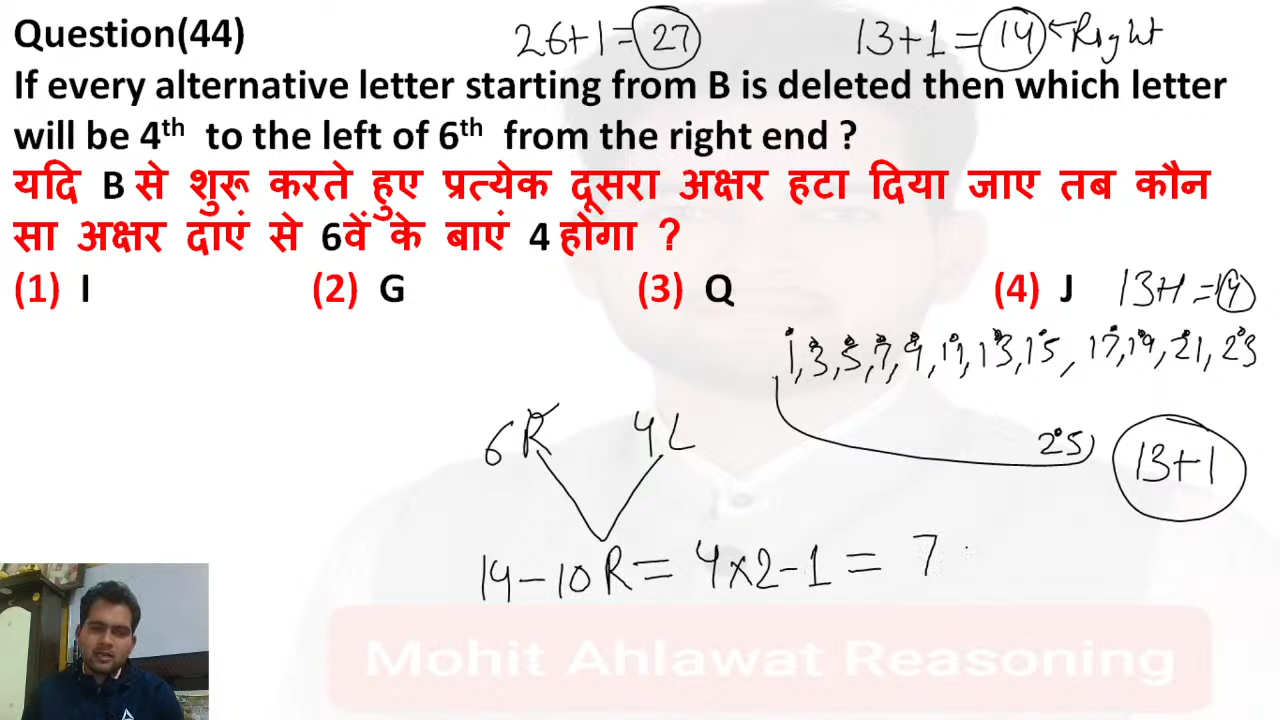 Question(44) 26+1=27 13+1=14 ←Right
If every alternative letter starting from B is deleted then which letter
will be 4th to the left of 6th from the right end ?
यदि B से शुरू करते हुए प्रत्येक दूसरा अक्षर हटा दिया जाए तब कौन
सा अक्षर दाएं से 6वें के बाएं 4 होगा ?
(1) I (2) G (3) Q (4) J 13+1=14
1, 3, 5, 7, 9, 11, 13, 15, 17, 19, 21, 23
25
6R 4L 13+1
14-10R=4×2-1=7
Mohit Ahlawat Reasoning